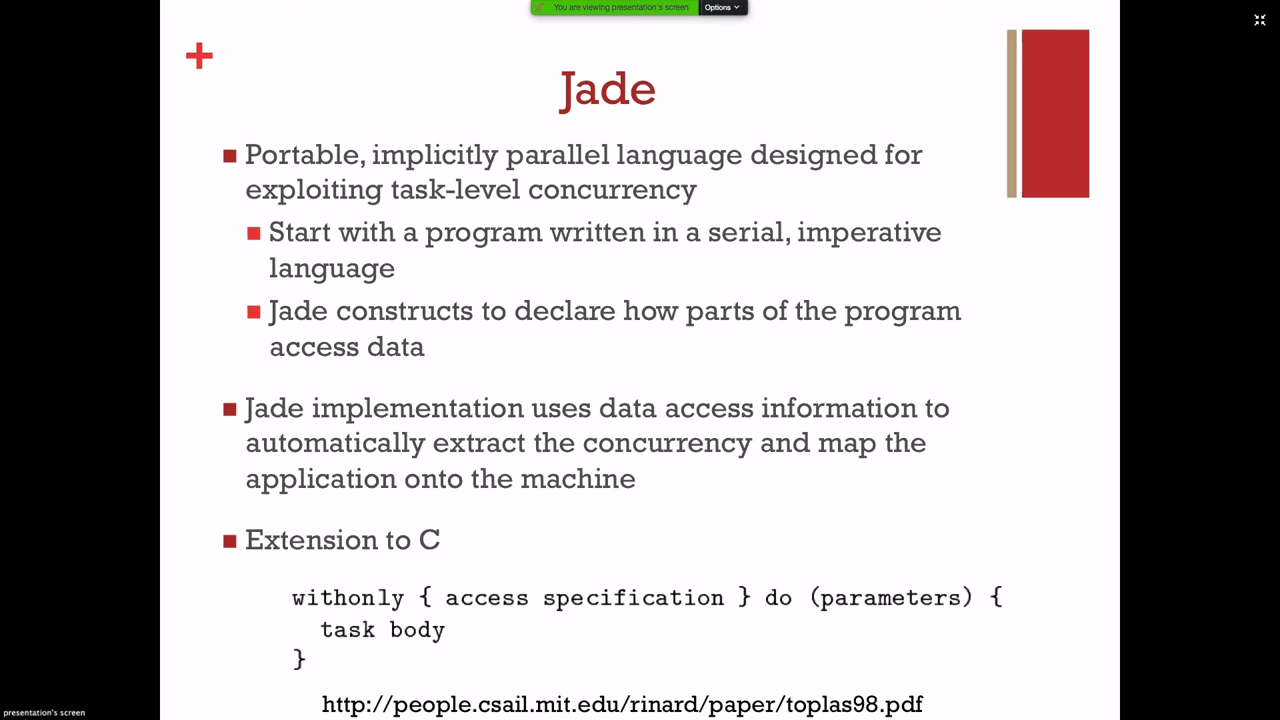 You are viewing presentation's screen Options
+
Jade
Portable, implicitly parallel language designed for
exploiting task-level concurrency
Start with a program written in a serial, imperative
language
Jade constructs to declare how parts of the program
access data
Jade implementation uses data access information to
automatically extract the concurrency and map the
application onto the machine
Extension to C
withonly { access specification } do (parameters) {
task body
}
http://people.csail.mit.edu/rinard/paper/toplas98.pdf
presentation's screen